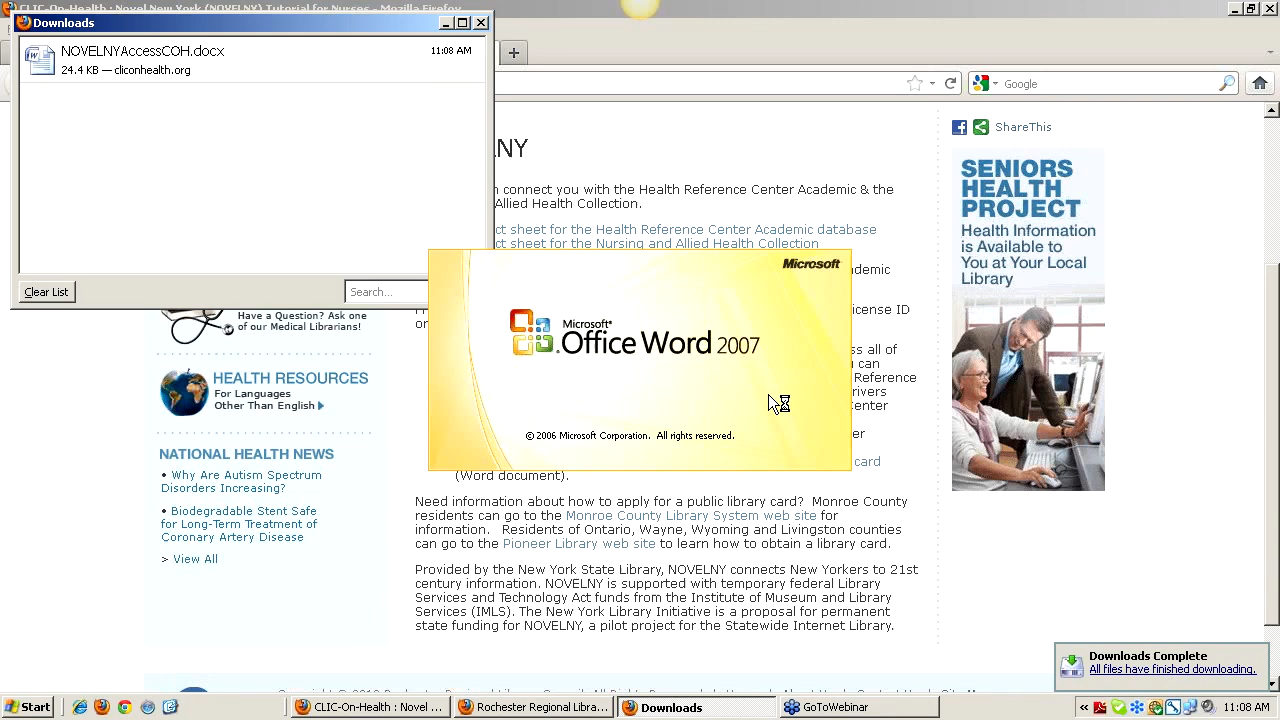 CLIC-On-Health : Novel New York (NOVELNY) Training for Nurses - Mozilla Firefox
Downloads
NOVELNYAccessCOH.docx
11:08 AM
24.4 KB — cliconhealth.org
Clear List
Search...
Google
ShareThis
NY
n connect you with the Health Reference Center Academic & the
Allied Health Collection.
ct sheet for the Health Reference Center Academic database
ct sheet for the Nursing and Allied Health Collection
demic
icense ID
on
ss all of
can
Reference
rivers
enter
er
card
(Word document).
Microsoft
Microsoft®
Office Word 2007
© 2006 Microsoft Corporation. All rights reserved.
Have a Question? Ask one
of our Medical Librarians!
HEALTH RESOURCES
For Languages
Other Than English
NATIONAL HEALTH NEWS
• Why Are Autism Spectrum
Disorders Increasing?
• Biodegradable Stent Safe
for Long-Term Treatment of
Coronary Artery Disease
> View All
Need information about how to apply for a public library card? Monroe County
residents can go to the Monroe County Library System web site for
information. Residents of Ontario, Wayne, Wyoming and Livingston counties
can go to the Pioneer Library web site to learn how to obtain a library card.
Provided by the New York State Library, NOVELNY connects New Yorkers to 21st
century information. NOVELNY is supported with temporary federal Library
Services and Technology Act funds from the Institute of Museum and Library
Services (IMLS). The New York Library Initiative is a proposal for permanent
state funding for NOVELNY, a pilot project for the Statewide Internet Library.
SENIORS
HEALTH
PROJECT
Health Information
is Available to
You at Your Local
Library
Downloads Complete
All files have finished downloading.
Start
CLIC-On-Health : Novel ...
Rochester Regional Libra...
Downloads
GoToWebinar
11:08 AM